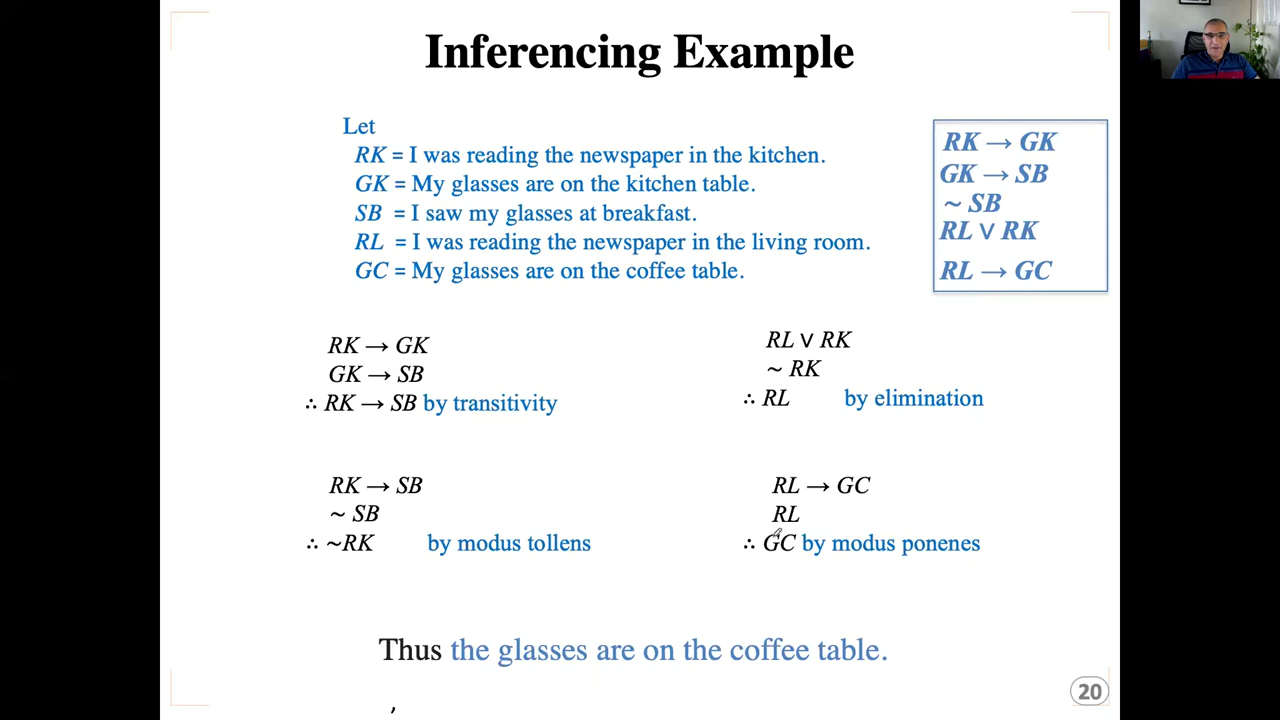 Inferencing Example
Let
RK = I was reading the newspaper in the kitchen.
GK = My glasses are on the kitchen table.
SB = I saw my glasses at breakfast.
RL = I was reading the newspaper in the living room.
GC = My glasses are on the coffee table.
RK → GK
GK → SB
~ SB
RL ∨ RK
RL → GC
RK → GK
GK → SB
∴ RK → SB by transitivity
RL ∨ RK
~ RK
∴ RL by elimination
RK → SB
~ SB
∴ ~RK by modus tollens
RL → GC
RL
∴ GC by modus ponenes
Thus the glasses are on the coffee table.
20
,